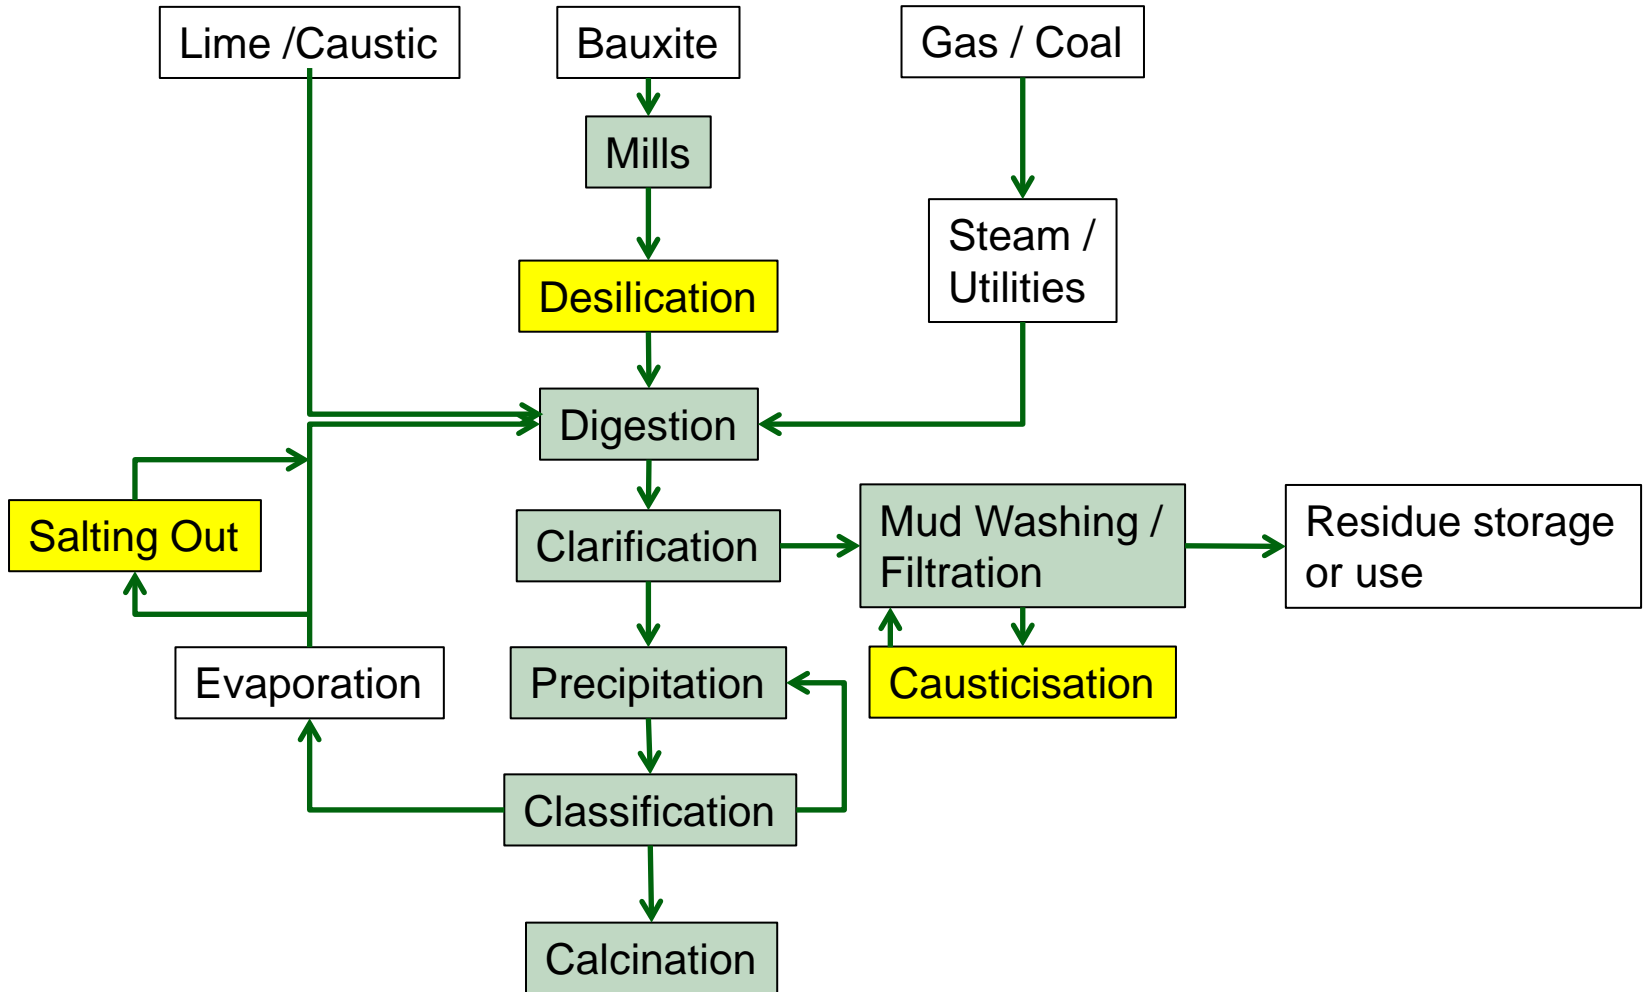 Lime /Caustic
Bauxite
Gas / Coal
Mills
Steam /
Utilities
Desilication
Digestion
Salting Out
Clarification
Mud Washing /
Filtration
Residue storage
or use
Evaporation
Precipitation
Causticisation
Classification
Calcination